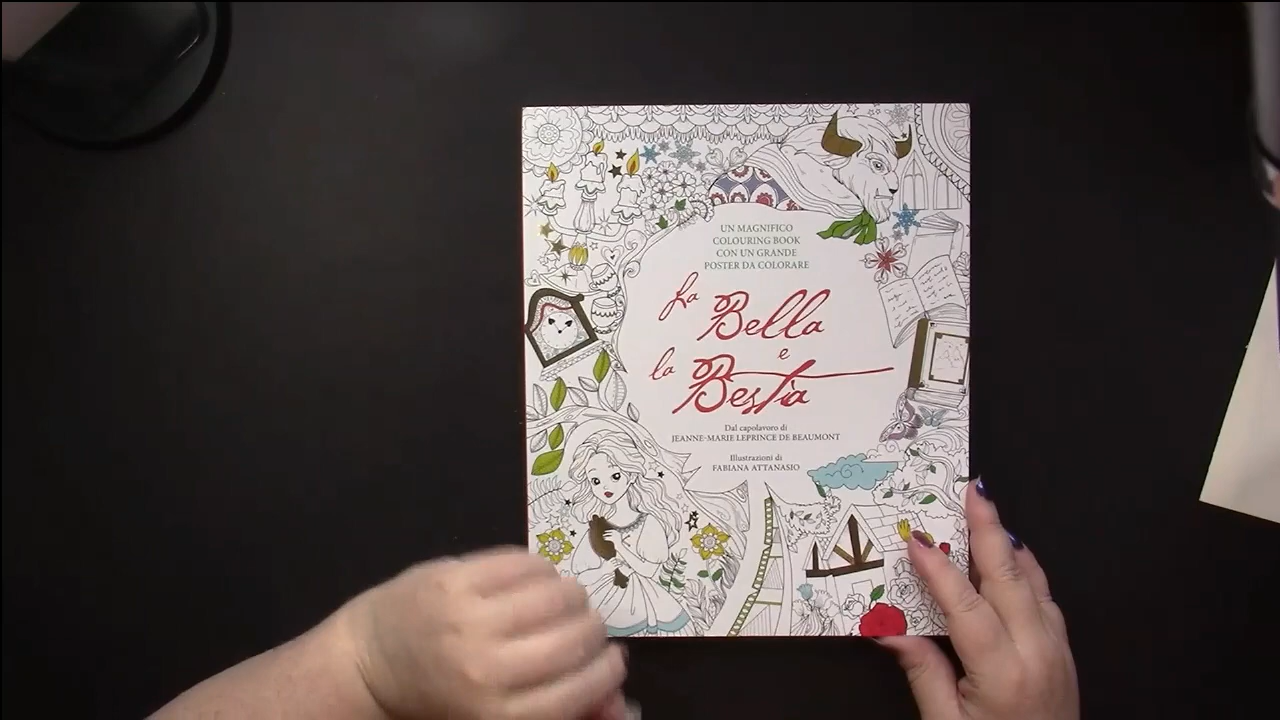 UN MAGNIFICO
COLOURING BOOK
CON UN GRANDE
POSTER DA COLORARE
La
Bella
e
la
Bestia
Dal capolavoro di
JEANNE-MARIE LEPRINCE DE BEAUMONT
Illustrazioni di
FABIANA ATTANASIO